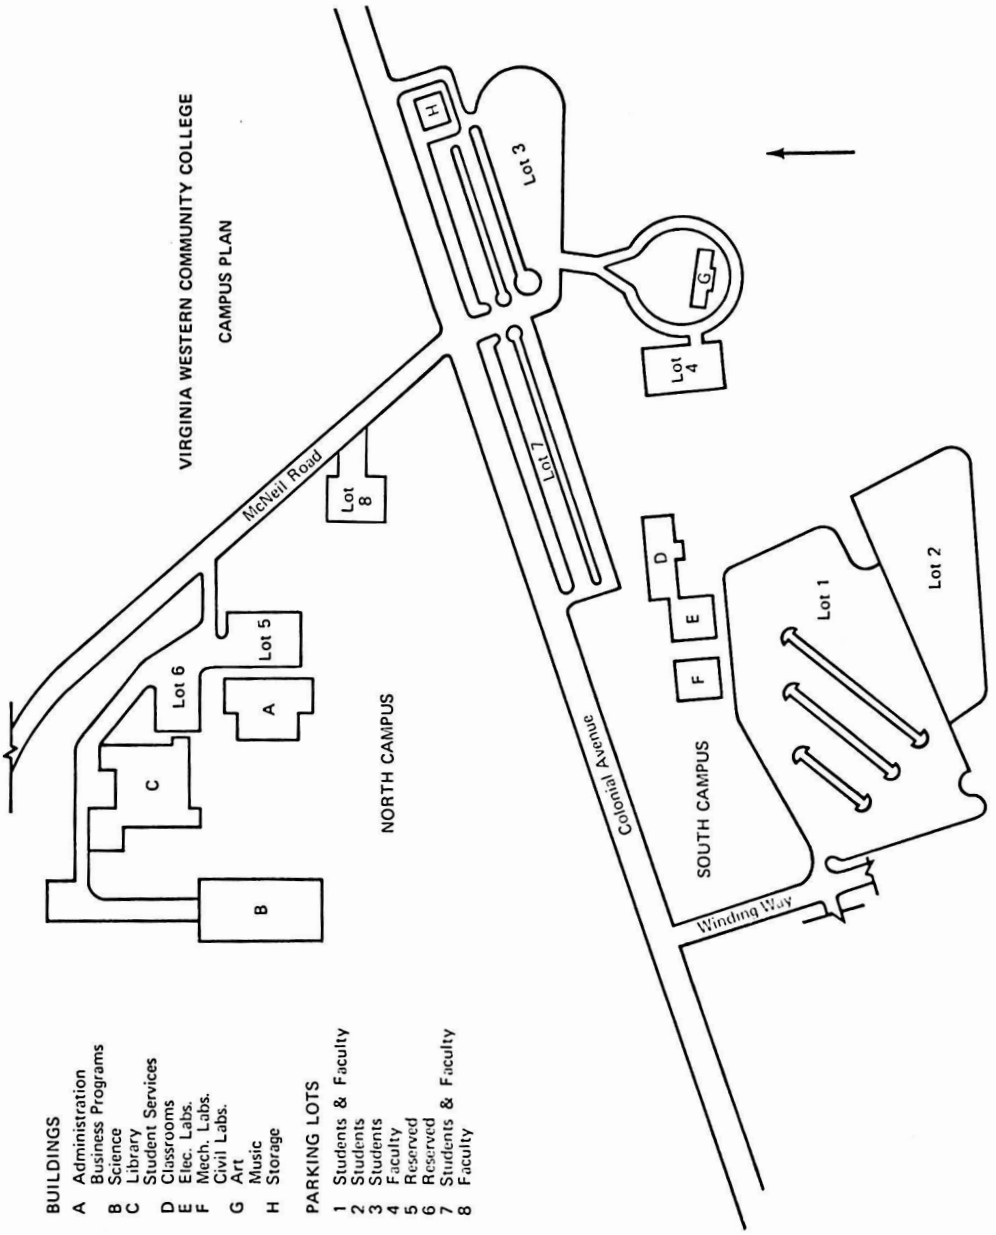 VIRGINIA WESTERN COMMUNITY COLLEGE
CAMPUS PLAN
BUILDINGS
A Administration
Business Programs
B Science
C Library
Student Services
D Classrooms
E Elec. Labs.
F Mech. Labs.
Civil Labs.
G Art
Music
H Storage
PARKING LOTS
1 Students & Faculty
2 Students
3 Students
4 Faculty
5 Reserved
6 Reserved
7 Students & Faculty
8 Faculty
McNeil Road
Lot 8
Lot 6
Lot 5
A
C
B
NORTH CAMPUS
Colonial Avenue
H
Lot 3
Lot 7
G
Lot 4
D
E
F
SOUTH CAMPUS
Lot 1
Lot 2
Winding Way